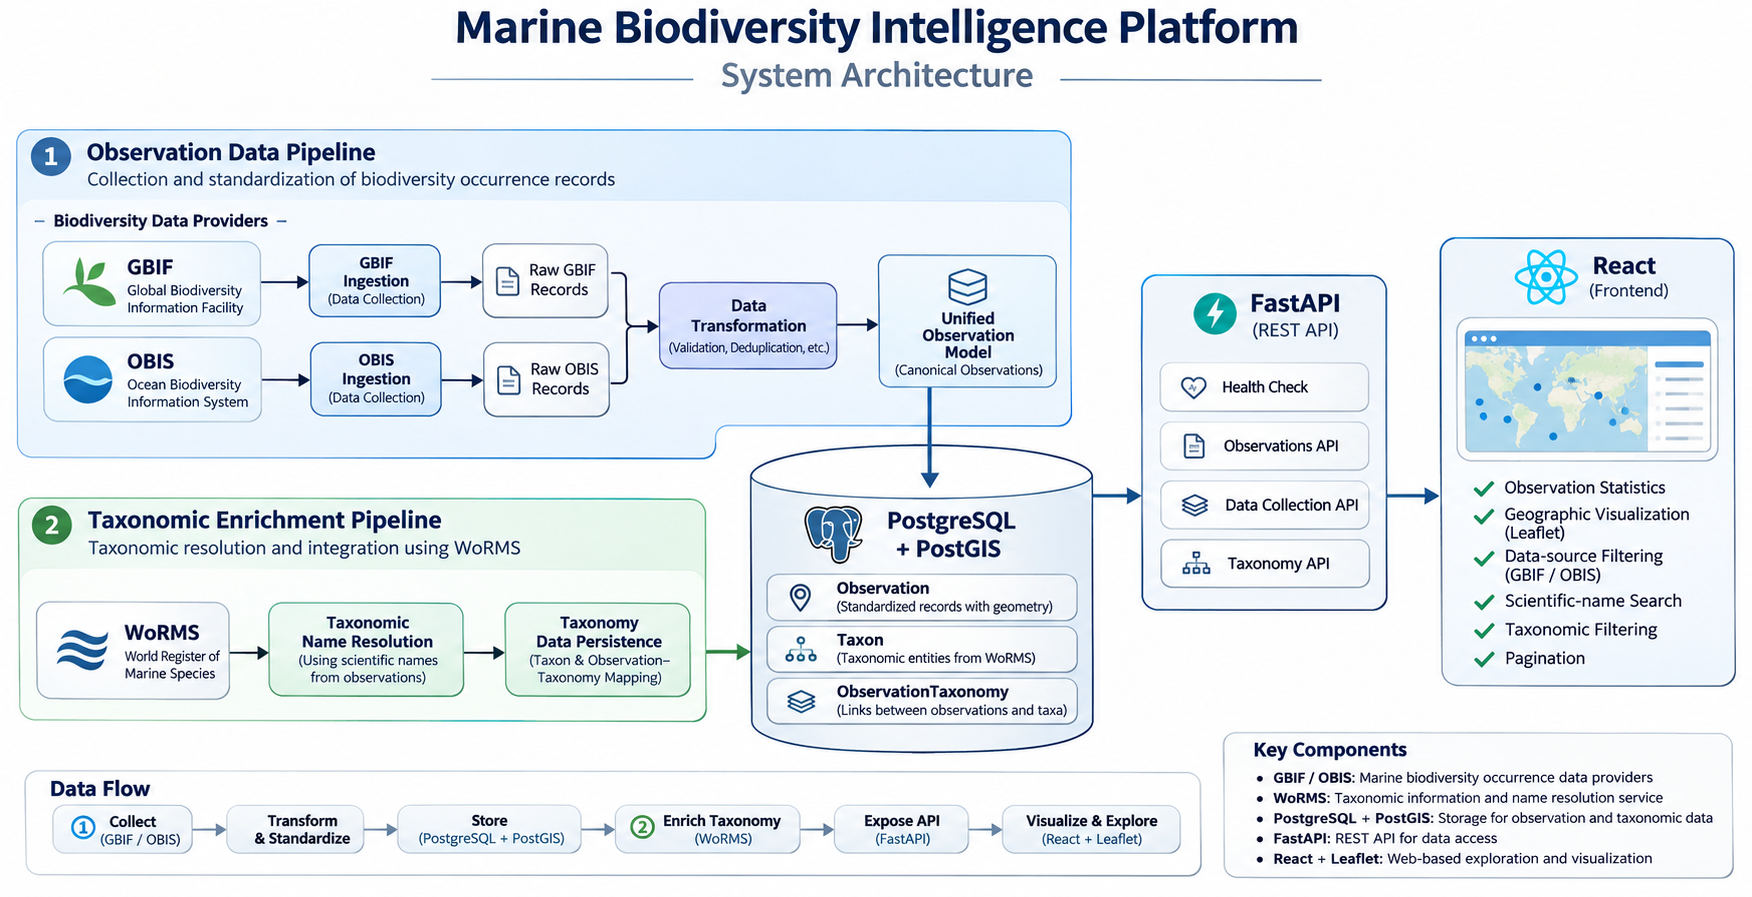 Marine Biodiversity Intelligence Platform
System Architecture
1
Observation Data Pipeline
Collection and standardization of biodiversity occurrence records
– Biodiversity Data Providers –
GBIF
Global Biodiversity
Information Facility
GBIF
Ingestion
(Data Collection)
Raw GBIF
Records
OBIS
Ocean Biodiversity
Information System
OBIS
Ingestion
(Data Collection)
Raw OBIS
Records
Data
Transformation
(Validation, Deduplication, etc.)
Unified
Observation
Model
(Canonical Observations)
2
Taxonomic Enrichment Pipeline
Taxonomic resolution and integration using WoRMS
WoRMS
World Register of
Marine Species
Taxonomic
Name Resolution
(Using scientific names
from observations)
Taxonomy
Data Persistence
(Taxon & Observation–
Taxonomy Mapping)
PostgreSQL
+ PostGIS
Observation
(Standardized records with geometry)
Taxon
(Taxonomic entities from WoRMS)
ObservationTaxonomy
(Links between observations and taxa)
FastAPI
(REST API)
Health Check
Observations API
Data Collection API
Taxonomy API
React
(Frontend)
Observation Statistics
Geographic Visualization
(Leaflet)
Data-source Filtering
(GBIF / OBIS)
Scientific-name Search
Taxonomic Filtering
Pagination
Data Flow
1 Collect
(GBIF / OBIS)
Transform
& Standardize
Store
(PostgreSQL + PostGIS)
2 Enrich Taxonomy
(WoRMS)
Expose API
(FastAPI)
Visualize & Explore
(React + Leaflet)
Key Components
• GBIF / OBIS: Marine biodiversity occurrence data providers
• WoRMS: Taxonomic information and name resolution service
• PostgreSQL + PostGIS: Storage for observation and taxonomic data
• FastAPI: REST API for data access
• React + Leaflet: Web-based exploration and visualization